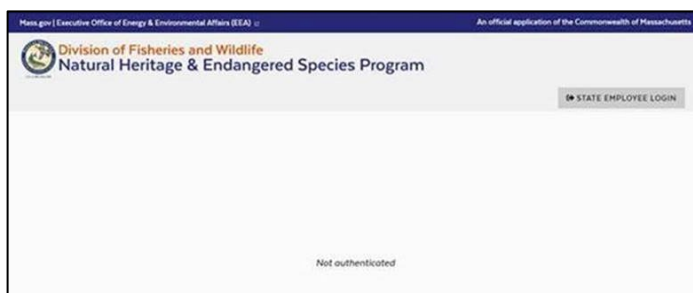 Mass.gov | Executive Office of Energy & Environmental Affairs (EEA)
An official application of the Commonwealth of Massachusetts
Division of Fisheries and Wildlife
Natural Heritage & Endangered Species Program
STATE EMPLOYEE LOGIN
Not authenticated